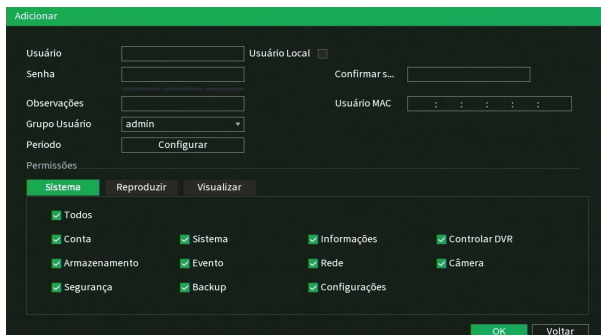 Adicionar
Usuário Usuário Local
Senha Confirmar s...
Observações Usuário MAC : : : : :
Grupo Usuário admin
Periodo Configurar
Permissões
Sistema Reproduzir Visualizar
Todos
Conta Sistema Informações Controlar DVR
Armazenamento Evento Rede Câmera
Segurança Backup Configurações
OK Voltar